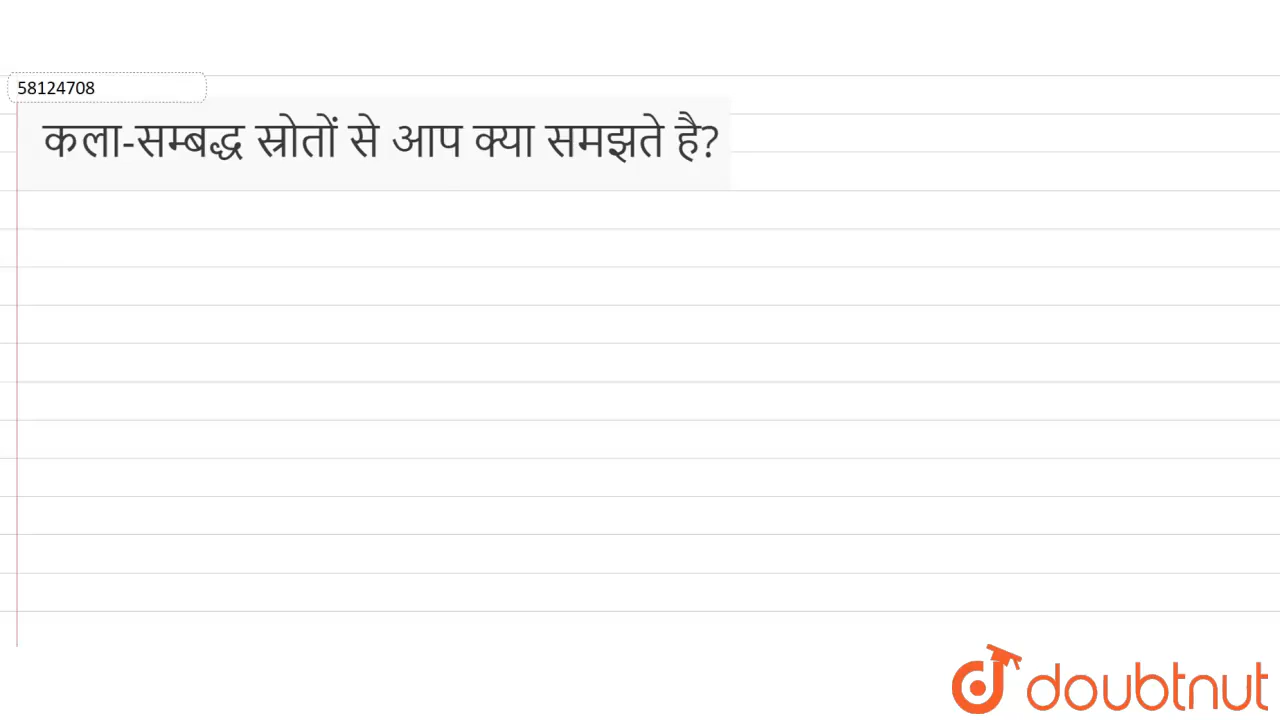 58124708
कला-सम्बद्ध स्रोतों से आप क्या समझते है?
doubtnut